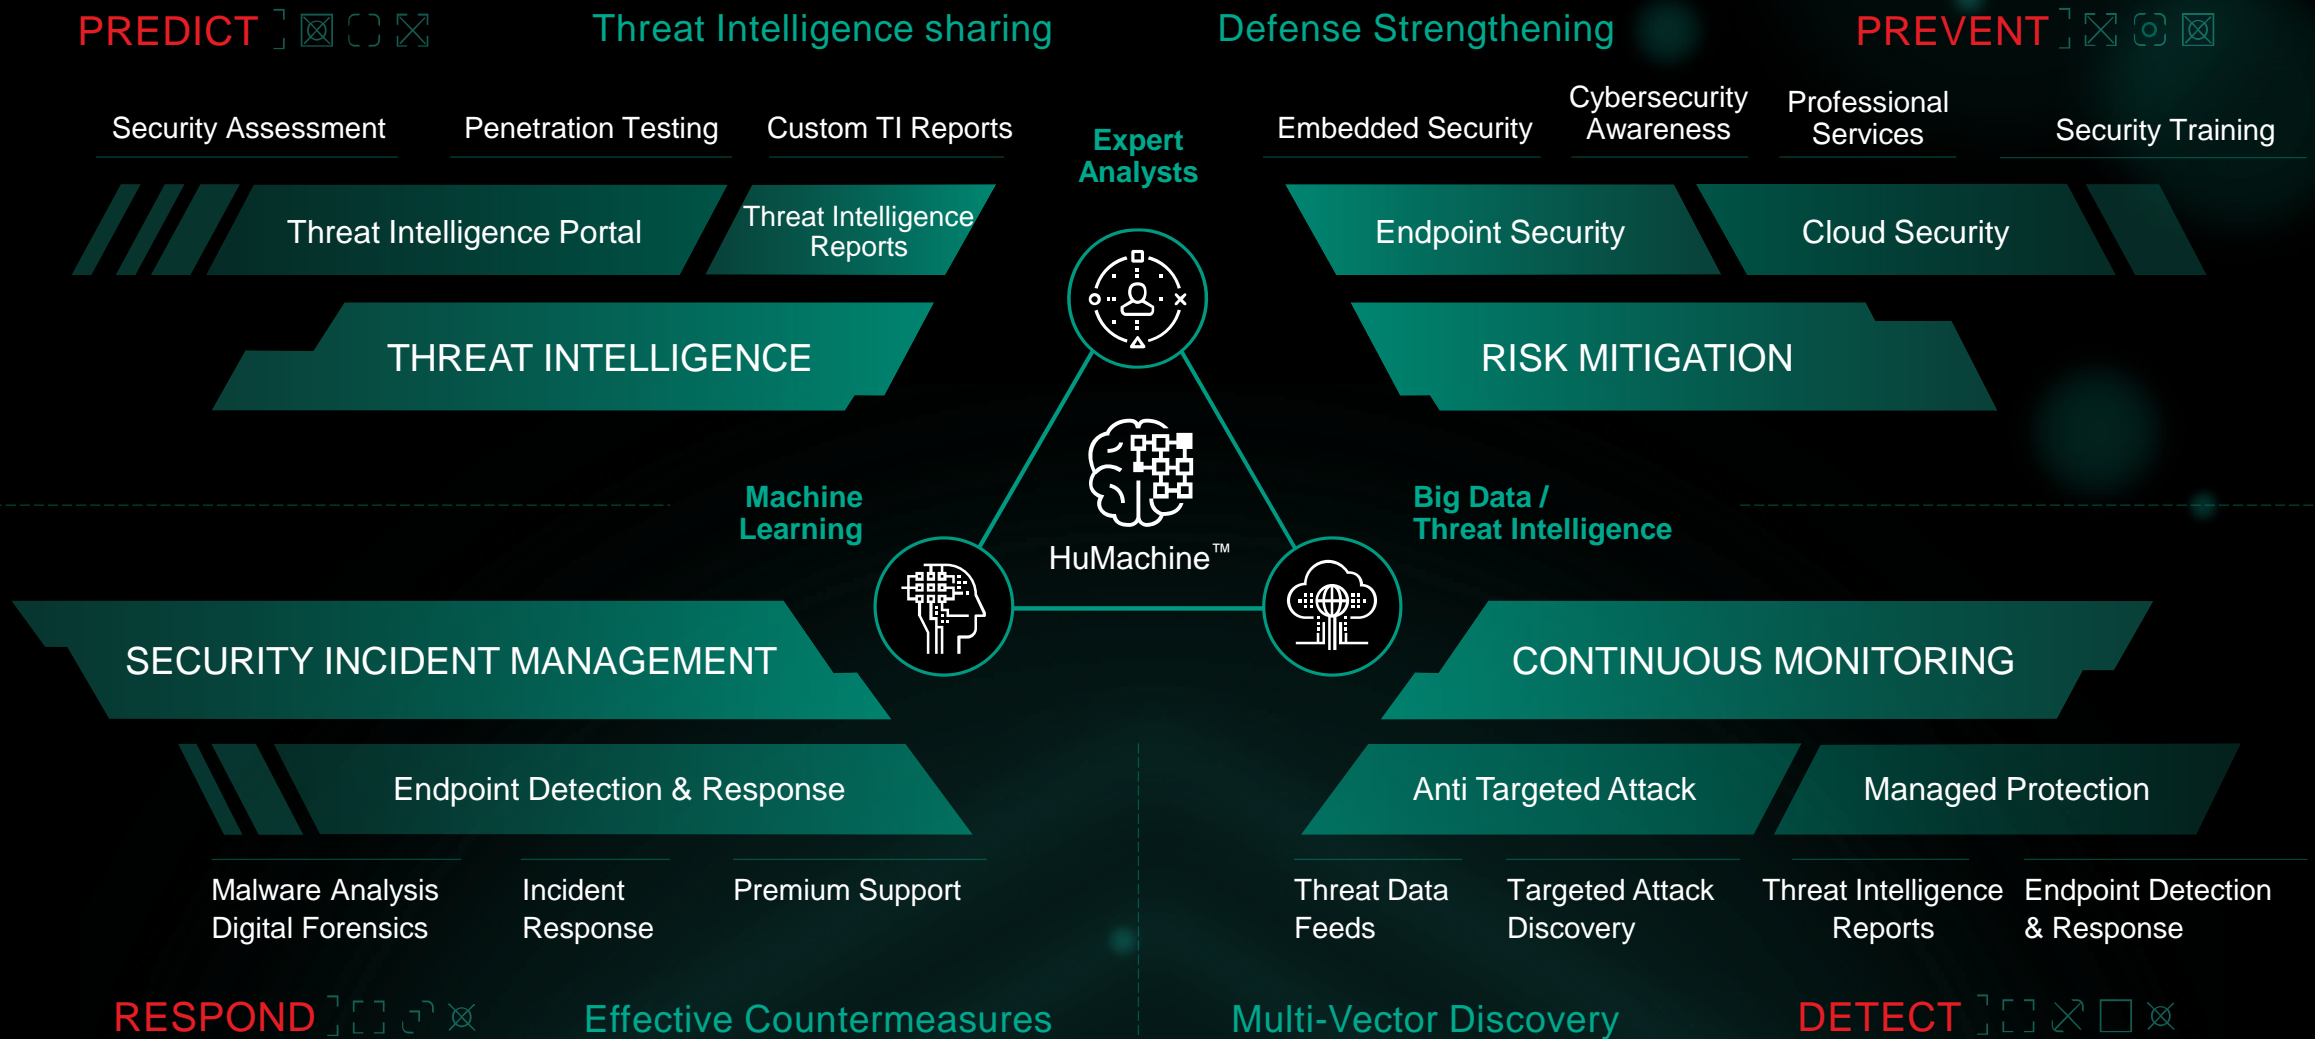 PREDICT
Threat Intelligence sharing
Defense Strengthening
PREVENT
Security Assessment
Penetration Testing
Custom TI Reports
Expert
Analysts
Embedded Security
Cybersecurity
Awareness
Professional
Services
Security Training
Threat Intelligence Portal
Threat Intelligence
Reports
Endpoint Security
Cloud Security
THREAT INTELLIGENCE
RISK MITIGATION
Machine
Learning
HuMachine™
Big Data /
Threat Intelligence
SECURITY INCIDENT MANAGEMENT
CONTINUOUS MONITORING
Endpoint Detection & Response
Anti Targeted Attack
Managed Protection
Malware Analysis
Digital Forensics
Incident
Response
Premium Support
Threat Data
Feeds
Targeted Attack
Discovery
Threat Intelligence
Reports
Endpoint Detection
& Response
RESPOND
Effective Countermeasures
Multi-Vector Discovery
DETECT